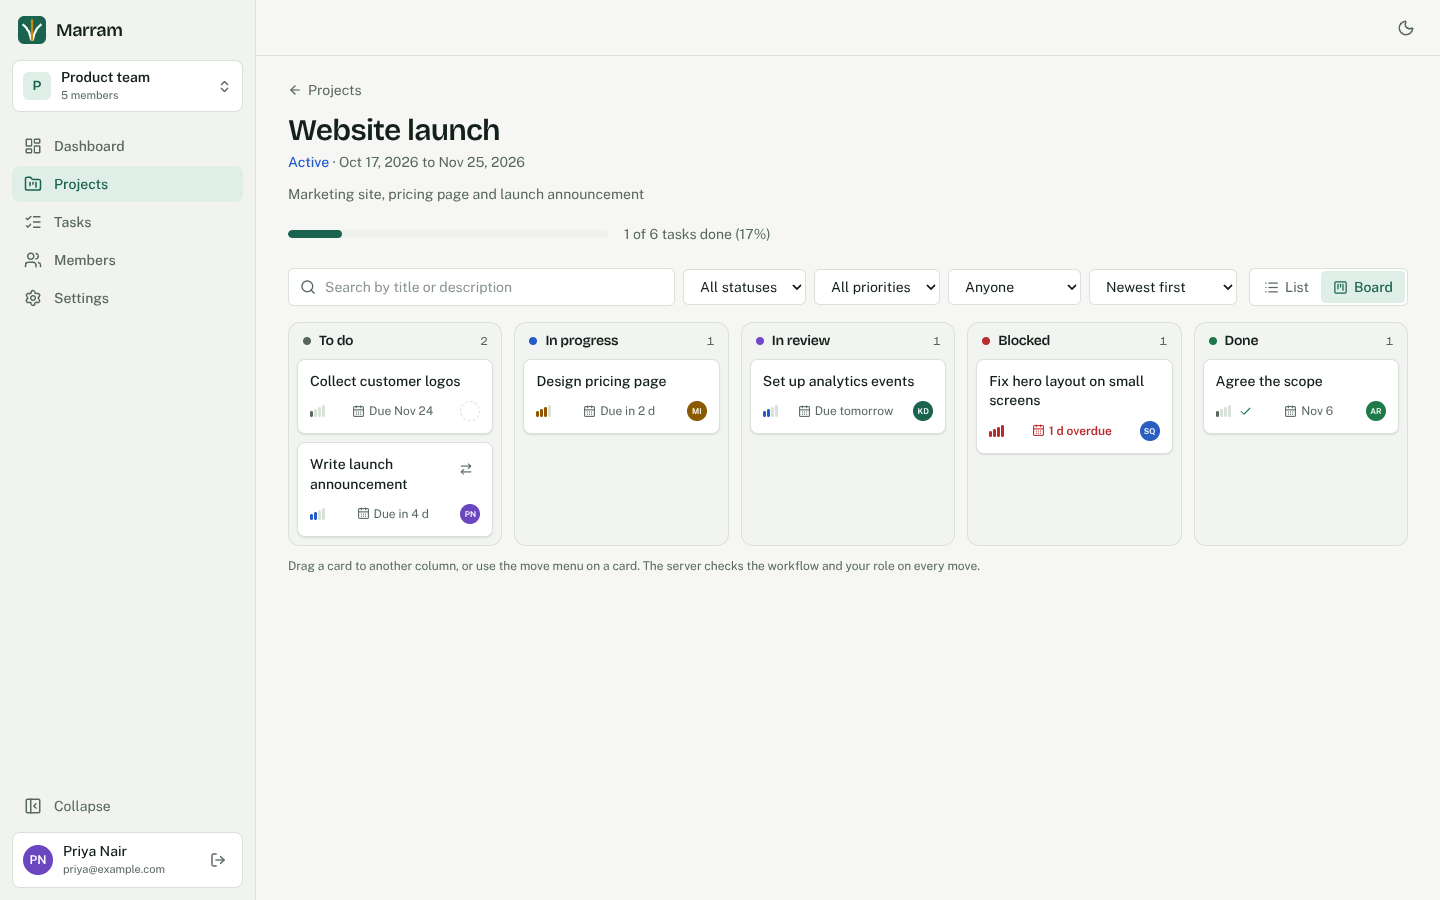 Marram
P
Product team
5 members
Dashboard
Projects
Tasks
Members
Settings
Collapse
PN
Priya Nair
priya@example.com
Projects
Website launch
Active · Oct 17, 2026 to Nov 25, 2026
Marketing site, pricing page and launch announcement
1 of 6 tasks done (17%)
Search by title or description
All statuses
All priorities
Anyone
Newest first
List
Board
To do
2
Collect customer logos
Due Nov 24
Write launch
announcement
Due in 4 d
PN
In progress
1
Design pricing page
Due in 2 d
MI
In review
1
Set up analytics events
Due tomorrow
KD
Blocked
1
Fix hero layout on small
screens
1 d overdue
SQ
Done
1
Agree the scope
Nov 6
AR
Drag a card to another column, or use the move menu on a card. The server checks the workflow and your role on every move.